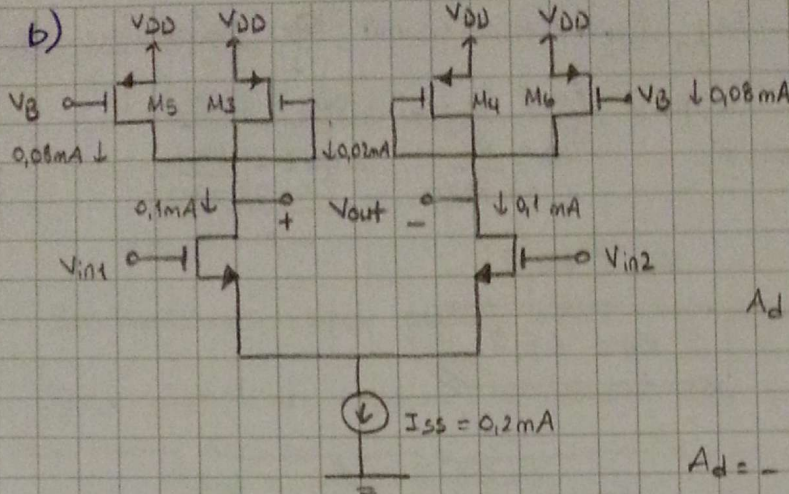 b)
VDD VDD VDD VDD
VB M5 M3 M4 M6 VB ↓0,08mA
0,08mA ↓ ↓0,02mA
0,1mA↓ + Vout - ↓0,1 mA
Vin1 Vin2
Ad
Iss = 0,2mA
Ad = -